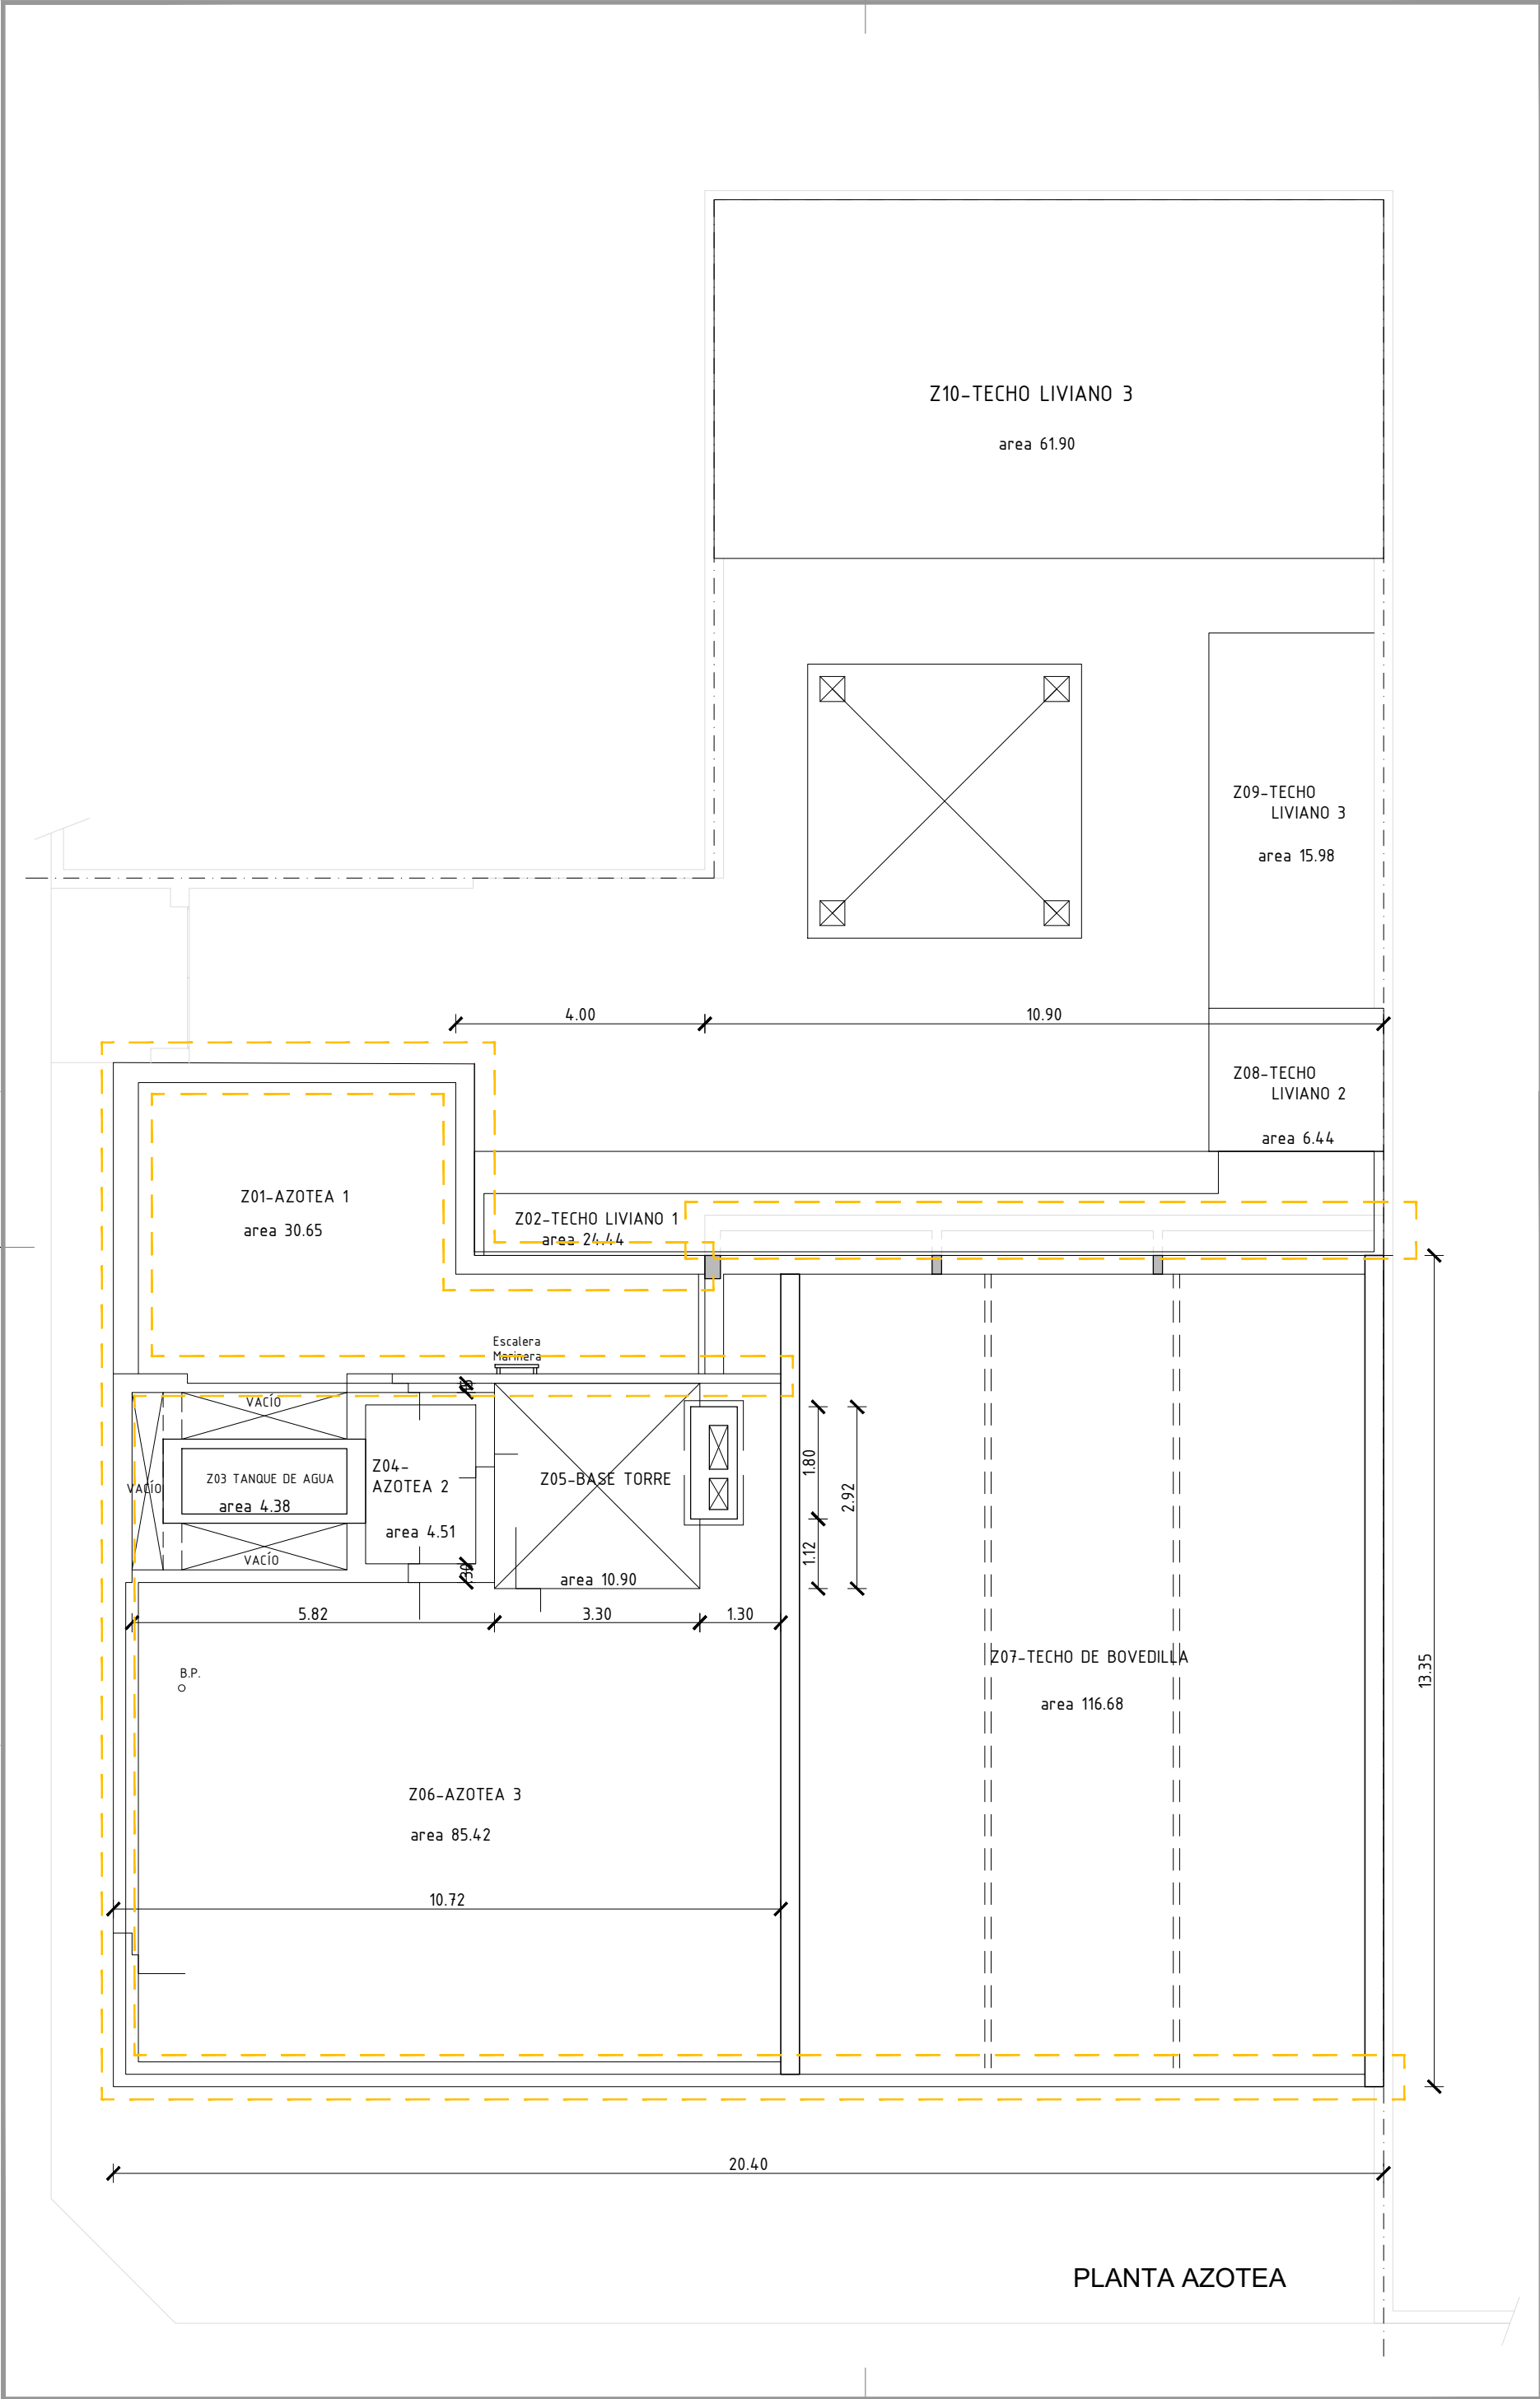 Z10-TECHO LIVIANO 3
area 61.90
Z09-TECHO
LIVIANO 3
area 15.98
4.00
10.90
Z08-TECHO
LIVIANO 2
area 6.44
Z01-AZOTEA 1
area 30.65
Z02-TECHO LIVIANO 1
area 24.44
Escalera
Marinera
VACÍO
Z03 TANQUE DE AGUA
area 4.38
VACÍO
VACÍO
Z04-
AZOTEA 2
area 4.51
.30
Z05-BASE TORRE
area 10.90
1.80
2.92
1.12
5.82
3.30
1.30
B.P.
Z07-TECHO DE BOVEDILLA
area 116.68
13.35
Z06-AZOTEA 3
area 85.42
10.72
20.40
PLANTA AZOTEA